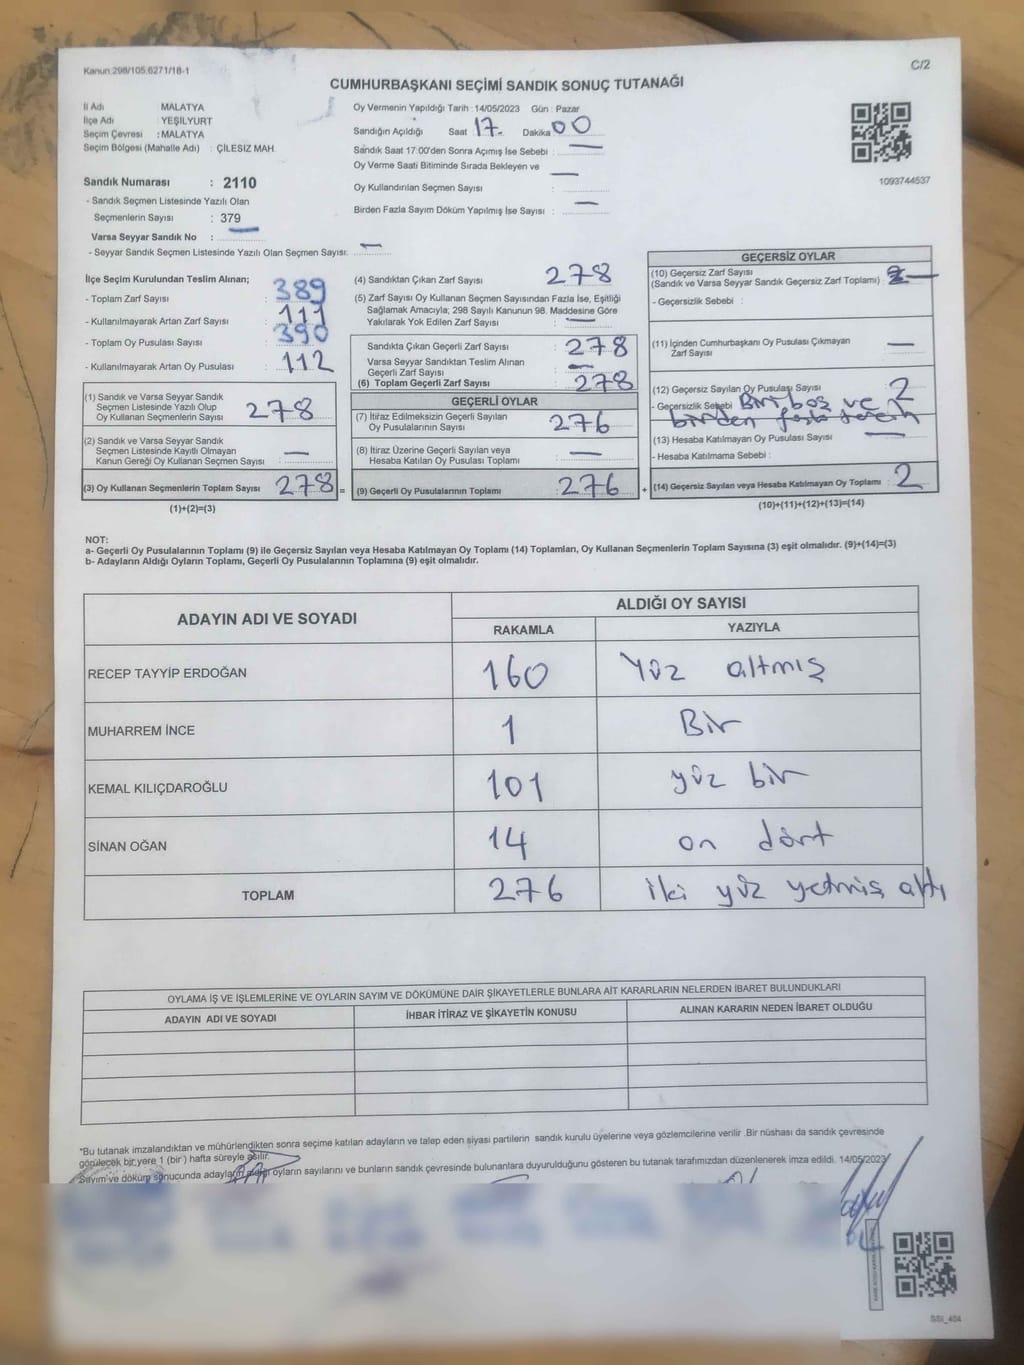 Kanun:298/105,6271/18-1
C/2
CUMHURBAŞKANI SEÇİMİ SANDIK SONUÇ TUTANAĞI
İl Adı MALATYA
İlçe Adı : YEŞİLYURT
Seçim Çevresi : MALATYA
Seçim Bölgesi (Mahalle Adı) : ÇİLESİZ MAH.
Sandık Numarası : 2110
- Sandık Seçmen Listesinde Yazılı Olan
Seçmenlerin Sayısı : 379
Varsa Seyyar Sandık No : —
- Seyyar Sandık Seçmen Listesinde Yazılı Olan Seçmen Sayısı: —
Oy Vermenin Yapıldığı Tarih : 14/05/2023 Gün : Pazar
Sandığın Açıldığı Saat 17 Dakika 00
Sandık Saat 17:00'den Sonra Açımış İse Sebebi : —
Oy Verme Saati Bitiminde Sırada Bekleyen ve —
Oy Kullandırılan Seçmen Sayısı :
Birden Fazla Sayım Döküm Yapılmış İse Sayısı : —
1093744537
İlçe Seçim Kurulundan Teslim Alınan;
- Toplam Zarf Sayısı : 389
- Kullanılmayarak Artan Zarf Sayısı : 111
- Toplam Oy Pusulası Sayısı : 390
- Kullanılmayarak Artan Oy Pusulası : 112
(1) Sandık ve Varsa Seyyar Sandık
Seçmen Listesinde Yazılı Olup
Oy Kullanan Seçmenlerin Sayısı : 278
(2) Sandık ve Varsa Seyyar Sandık
Seçmen Listesinde Kayıtlı Olmayan
Kanun Gereği Oy Kullanan Seçmen Sayısı : —
(3) Oy Kullanan Seçmenlerin Toplam Sayısı : 278 =
(1)+(2)=(3)
(4) Sandıktan Çıkan Zarf Sayısı : 278
(5) Zarf Sayısı Oy Kullanan Seçmen Sayısından Fazla İse, Eşitliği
Sağlamak Amacıyla; 298 Sayılı Kanunun 98. Maddesine Göre
Yakılarak Yok Edilen Zarf Sayısı : —
Sandıkta Çıkan Geçerli Zarf Sayısı : 278
Varsa Seyyar Sandıktan Teslim Alınan
Geçerli Zarf Sayısı : —
(6) Toplam Geçerli Zarf Sayısı : 278
GEÇERLİ OYLAR
(7) İtiraz Edilmeksizin Geçerli Sayılan
Oy Pusulalarının Sayısı : 276
(8) İtiraz Üzerine Geçerli Sayılan veya
Hesaba Katılan Oy Pusulası Toplamı : —
(9) Geçerli Oy Pusulalarının Toplamı : 276 +
GEÇERSİZ OYLAR
(10) Geçersiz Zarf Sayısı
(Sandık ve Varsa Seyyar Sandık Geçersiz Zarf Toplamı) : —
- Geçersizlik Sebebi :
(11) İçinden Cumhurbaşkanı Oy Pusulası Çıkmayan
Zarf Sayısı : —
(12) Geçersiz Sayılan Oy Pusulası Sayısı : 2
- Geçersizlik Sebebi Biri boş ve
birden fazla tercih
(13) Hesaba Katılmayan Oy Pusulası Sayısı : —
- Hesaba Katılmama Sebebi :
(14) Geçersiz Sayılan veya Hesaba Katılmayan Oy Toplamı : 2
(10)+(11)+(12)+(13)=(14)
NOT:
a- Geçerli Oy Pusulalarının Toplamı (9) ile Geçersiz Sayılan veya Hesaba Katılmayan Oy Toplamı (14) Toplamları, Oy Kullanan Seçmenlerin Toplam Sayısına (3) eşit olmalıdır. (9)+(14)=(3)
b- Adayların Aldığı Oyların Toplamı, Geçerli Oy Pusulalarının Toplamına (9) eşit olmalıdır.
ADAYIN ADI VE SOYADI ALDIĞI OY SAYISI
RAKAMLA YAZIYLA
RECEP TAYYİP ERDOĞAN 160 Yüz altmış
MUHARREM İNCE 1 Bir
KEMAL KILIÇDAROĞLU 101 yüz bir
SİNAN OĞAN 14 on dört
TOPLAM 276 iki yüz yetmiş altı
OYLAMA İŞ VE İŞLEMLERİNE VE OYLARIN SAYIM VE DÖKÜMÜNE DAİR ŞİKAYETLERLE BUNLARA AİT KARARLARIN NELERDEN İBARET BULUNDUKLARI
ADAYIN ADI VE SOYADI İHBAR İTİRAZ VE ŞİKAYETİN KONUSU ALINAN KARARIN NEDEN İBARET OLDUĞU
*Bu tutanak imzalandıktan ve mühürlendikten sonra seçime katılan adayların ve talep eden siyasi partilerin sandık kurulu üyelerine veya gözlemcilerine verilir .Bir nüshası da sandık çevresinde
görülecek bir yere 1 (bir ) hafta süreyle asılır.
Sayım ve döküm sonucunda adayların aldığı oyların sayılarını ve bunların sandık çevresinde bulunanlara duyurulduğunu gösteren bu tutanak tarafımızdan düzenlenerek imza edildi. 14/05/2023
SSI_404